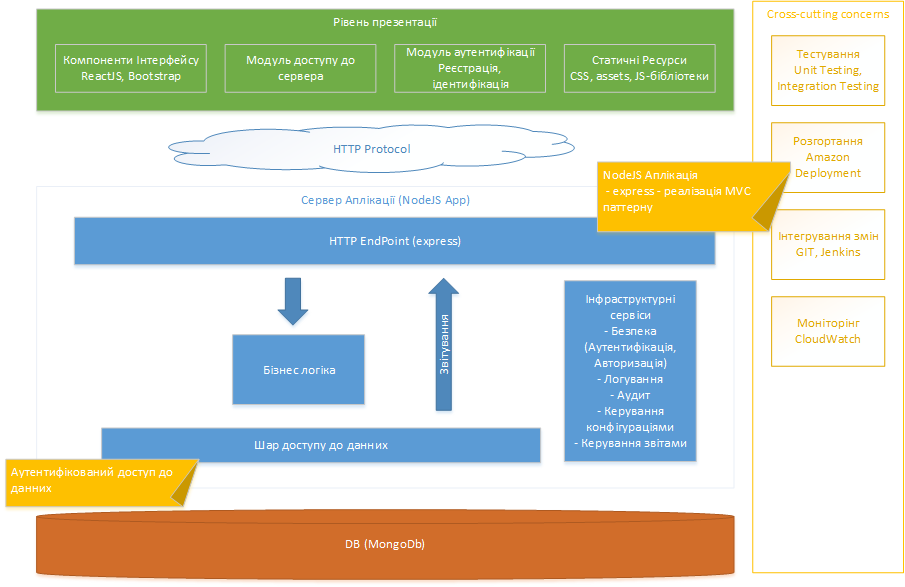 Рівень презентації
Компоненти Інтерфейсу
ReactJS, Bootstrap
Модуль доступу до
сервера
Модуль аутентифікації
Реєстрація,
ідентифікація
Статичні Ресурси
CSS, assets, JS-бібліотеки
HTTP Protocol
Сервер Аплікації (NodeJS App)
NodeJS Аплікація
- express - реалізація MVC
паттерну
HTTP EndPoint (express)
Звітування
Бізнес логіка
Інфраструктурні
сервіси
- Безпека
(Аутентифікація,
Авторизація)
- Логування
- Аудит
- Керування
конфігураціями
- Керування звітами
Шар доступу до данних
Аутентифікований доступ до
данних
DB (MongoDb)
Cross-cutting concerns
Тестування
Unit Testing,
Integration Testing
Розгортання
Amazon
Deployment
Інтегрування змін
GIT, Jenkins
Моніторінг
CloudWatch